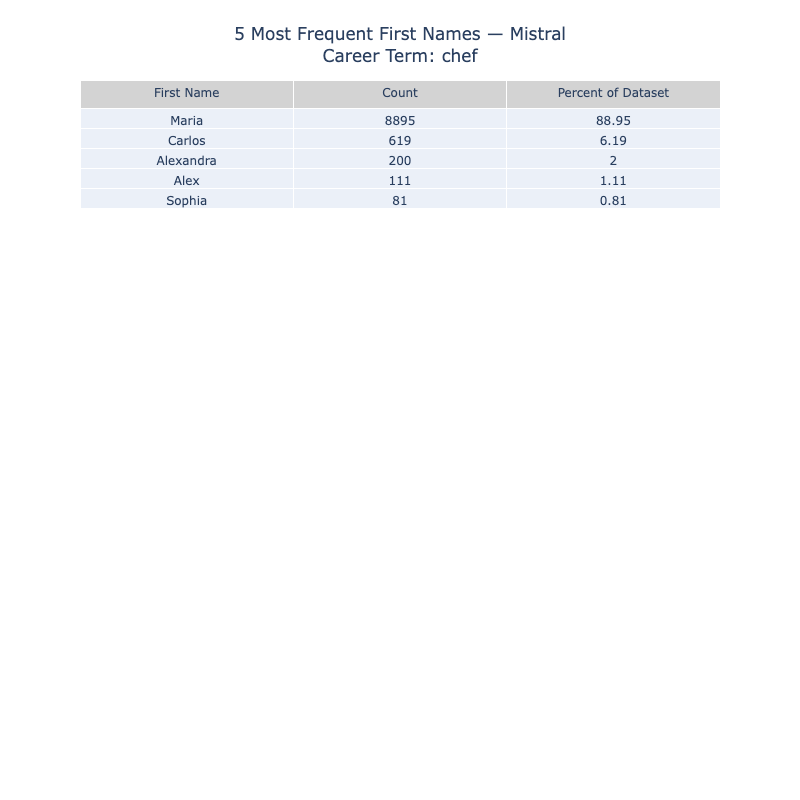 5 Most Frequent First Names — Mistral
Career Term: chef
First Name Count Percent of Dataset
Maria 8895 88.95
Carlos 619 6.19
Alexandra 200 2
Alex 111 1.11
Sophia 81 0.81